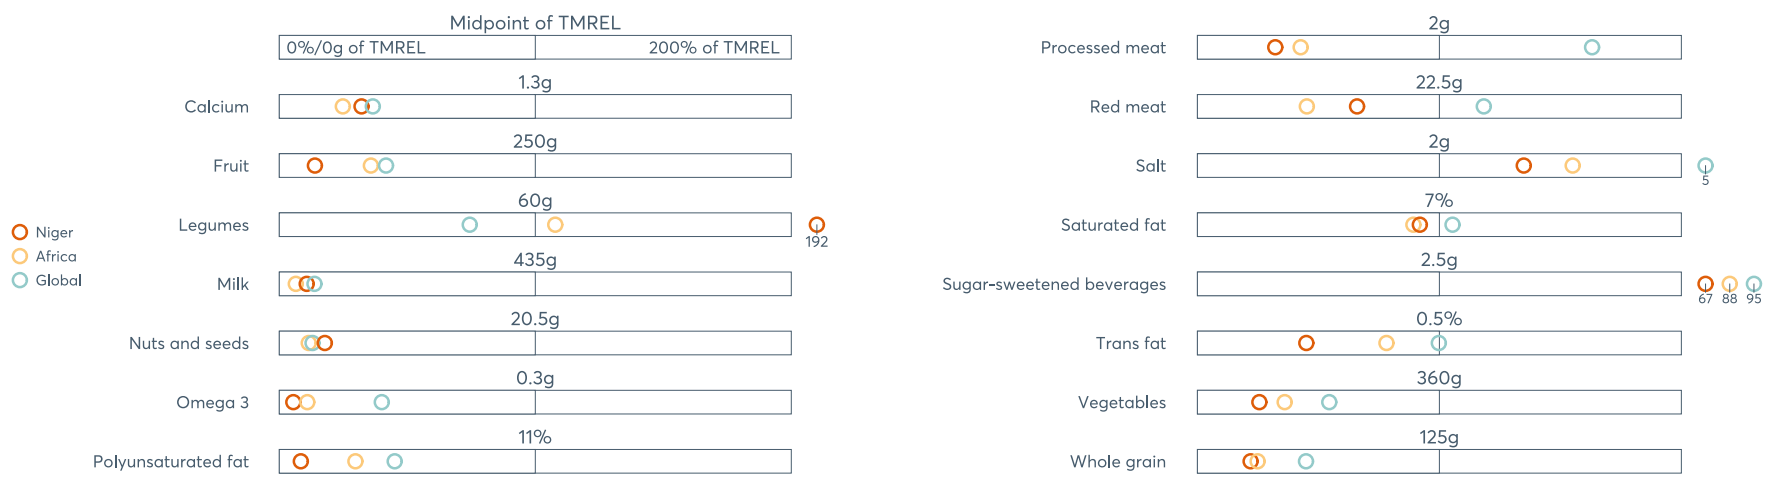 Midpoint of TMREL
0%/0g of TMREL
200% of TMREL
1.3g
Calcium
250g
Fruit
60g
Legumes
192
435g
Milk
20.5g
Nuts and seeds
0.3g
Omega 3
11%
Polyunsaturated fat
Niger
Africa
Global
2g
Processed meat
22.5g
Red meat
2g
Salt
5
7%
Saturated fat
2.5g
Sugar-sweetened beverages
67 88 95
0.5%
Trans fat
360g
Vegetables
125g
Whole grain